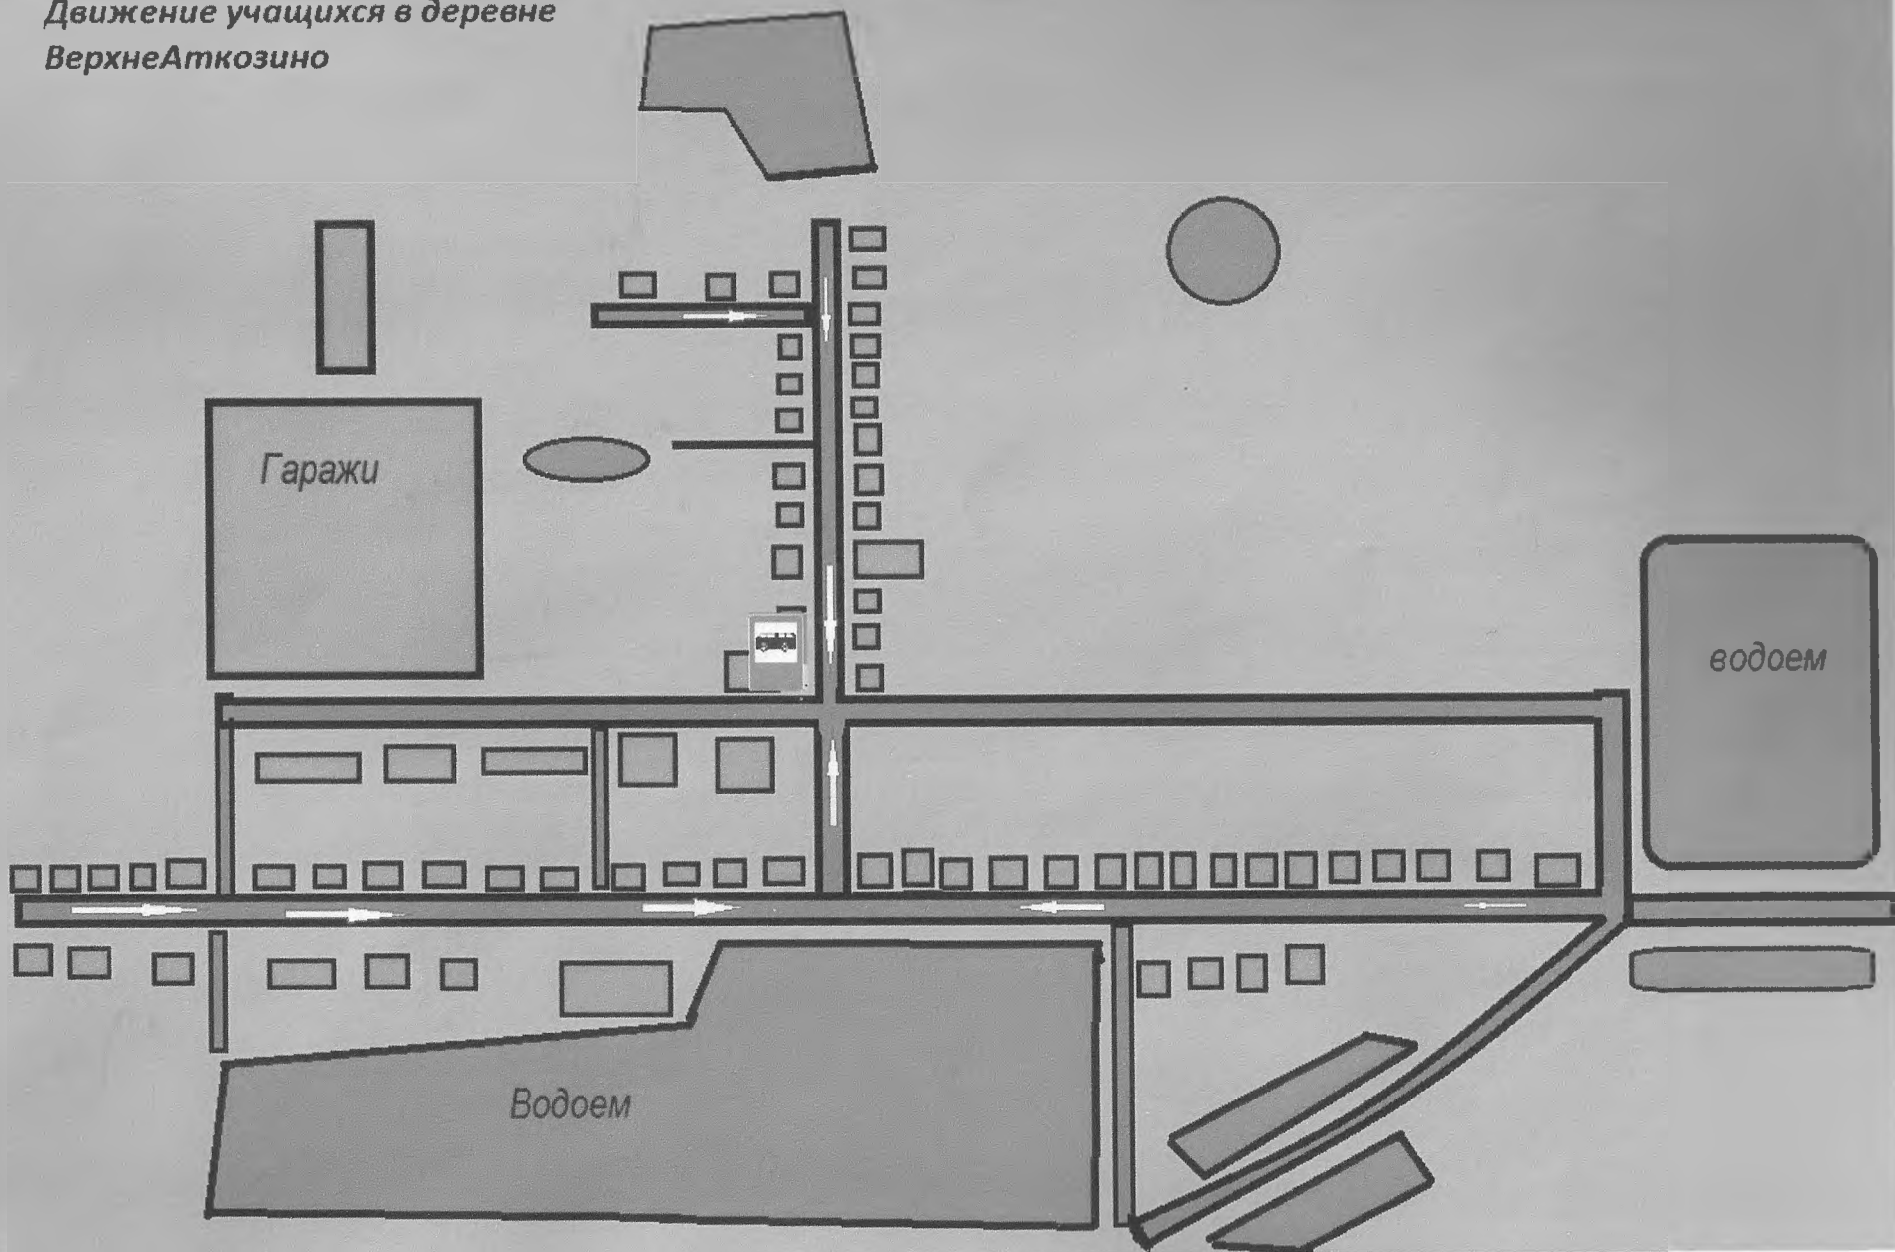 Движение учащихся в деревне
ВерхнеАткозино
Гаражи
водоем
Водоем